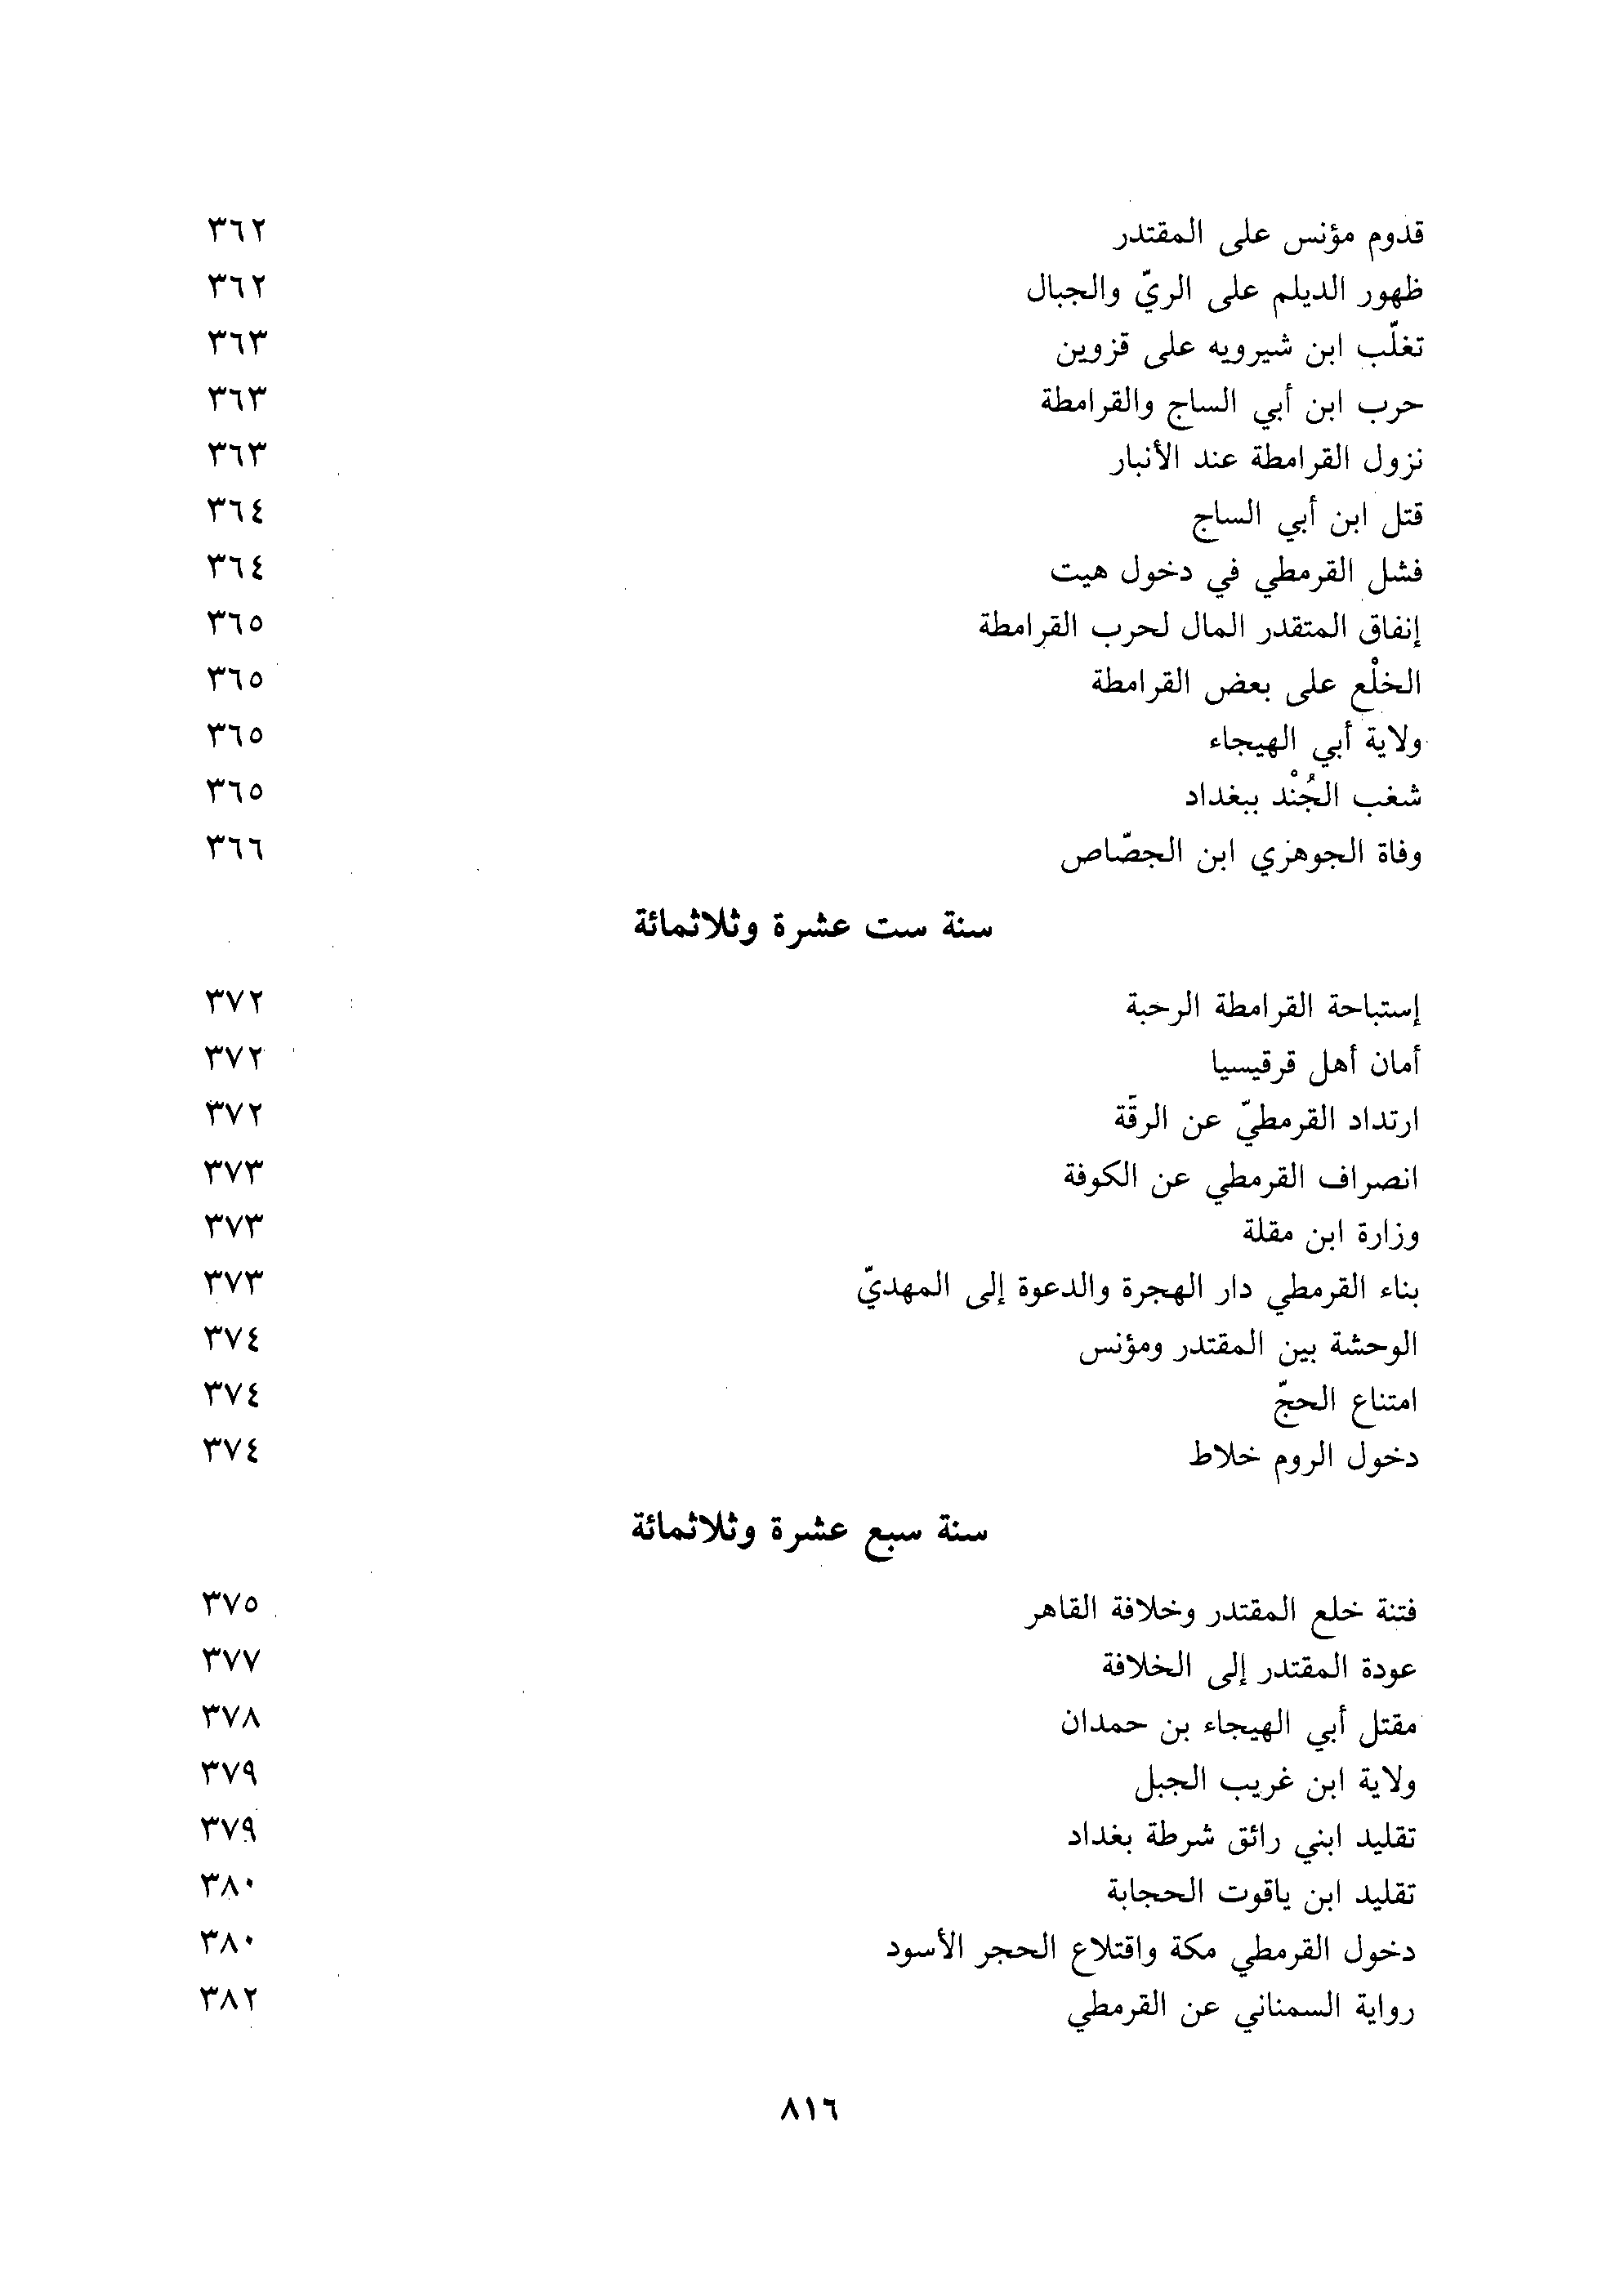 قدوم مؤنس على المقتدر ٣٦٢
ظهور الديلم على الريّ والجبال ٣٦٢
تغلّب ابن شيرويه على قزوين ٣٦٣
حرب ابن أبي الساج والقرامطة ٣٦٣
نزول القرامطة عند الأنبار ٣٦٣
قتل ابن أبي الساج ٣٦٤
فشل القرمطي في دخول هيت ٣٦٤
إنفاق المتقدر المال لحرب القرامطة ٣٦٥
الخلْع على بعض القرامطة ٣٦٥
ولاية أبي الهيجاء ٣٦٥
شغب الجُنْد ببغداد ٣٦٥
وفاة الجوهزي ابن الجصّاص ٣٦٦
سنة ست عشرة وثلاثمائة
إستباحة القرامطة الرحبة ٣٧٢
أمان أهل قرقيسيا ٣٧٢
ارتداد القرمطيّ عن الرقّة ٣٧٢
انصراف القرمطي عن الكوفة ٣٧٣
وزارة ابن مقلة ٣٧٣
بناء القرمطي دار الهجرة والدعوة إلى المهديّ ٣٧٣
الوحشة بين المقتدر ومؤنس ٣٧٤
امتناع الحجّ ٣٧٤
دخول الروم خلاط ٣٧٤
سنة سبع عشرة وثلاثمائة
فتنة خلع المقتدر وخلافة القاهر ٣٧٥
عودة المقتدر إلى الخلافة ٣٧٧
مقتل أبي الهيجاء بن حمدان ٣٧٨
ولاية ابن غريب الجبل ٣٧٩
تقليد ابني رائق شرطة بغداد ٣٧٩
تقليد ابن ياقوت الحجابة ٣٨٠
دخول القرمطي مكة واقتلاع الحجر الأسود ٣٨٠
رواية السمناني عن القرمطي ٣٨٢
٨١٦